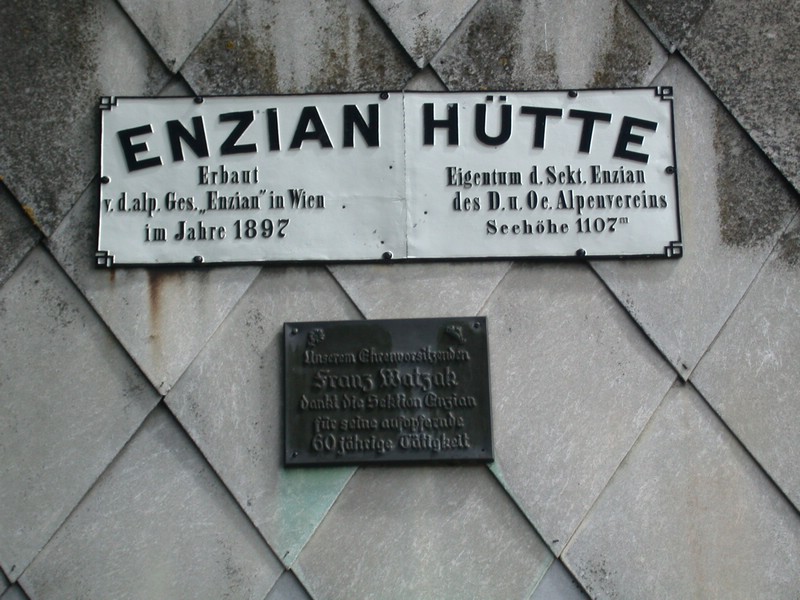 ENZIAN HÜTTE
Erbaut
v. d. alp. Ges. „Enzian" in Wien
im Jahre 1897
Eigentum d. Sekt. Enzian
des D. u. Oe. Alpenvereins
Seehöhe 1107 m
Unserem Ehrenvorsitzenden
Franz Watzak
dankt die Sektion Enzian
für seine aufopfernde
60 jährige Tätigkeit